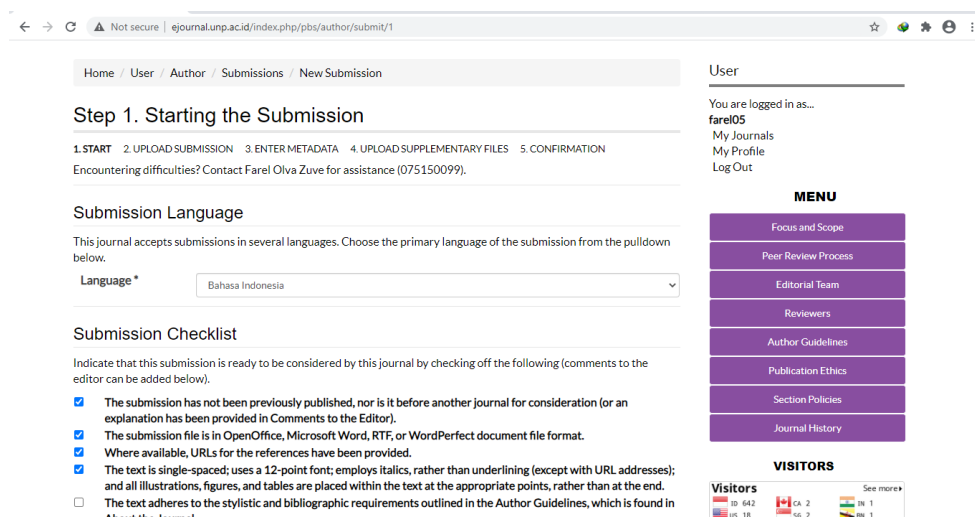 Not secure | ejournal.unp.ac.id/index.php/pbs/author/submit/1
Home / User / Author / Submissions / New Submission
Step 1. Starting the Submission
1. START 2. UPLOAD SUBMISSION 3. ENTER METADATA 4. UPLOAD SUPPLEMENTARY FILES 5. CONFIRMATION
Encountering difficulties? Contact Farel Olva Zuve for assistance (075150099).
Submission Language
This journal accepts submissions in several languages. Choose the primary language of the submission from the pulldown
below.
Language * Bahasa Indonesia
Submission Checklist
Indicate that this submission is ready to be considered by this journal by checking off the following (comments to the
editor can be added below).
The submission has not been previously published, nor is it before another journal for consideration (or an
explanation has been provided in Comments to the Editor).
The submission file is in OpenOffice, Microsoft Word, RTF, or WordPerfect document file format.
Where available, URLs for the references have been provided.
The text is single-spaced; uses a 12-point font; employs italics, rather than underlining (except with URL addresses);
and all illustrations, figures, and tables are placed within the text at the appropriate points, rather than at the end.
The text adheres to the stylistic and bibliographic requirements outlined in the Author Guidelines, which is found in
About the Journal.
User
You are logged in as...
farel05
My Journals
My Profile
Log Out
MENU
Focus and Scope
Peer Review Process
Editorial Team
Reviewers
Author Guidelines
Publication Ethics
Section Policies
Journal History
VISITORS
Visitors See more
ID 642 CA 2 IN 1
US 18 SG 2 BN 1